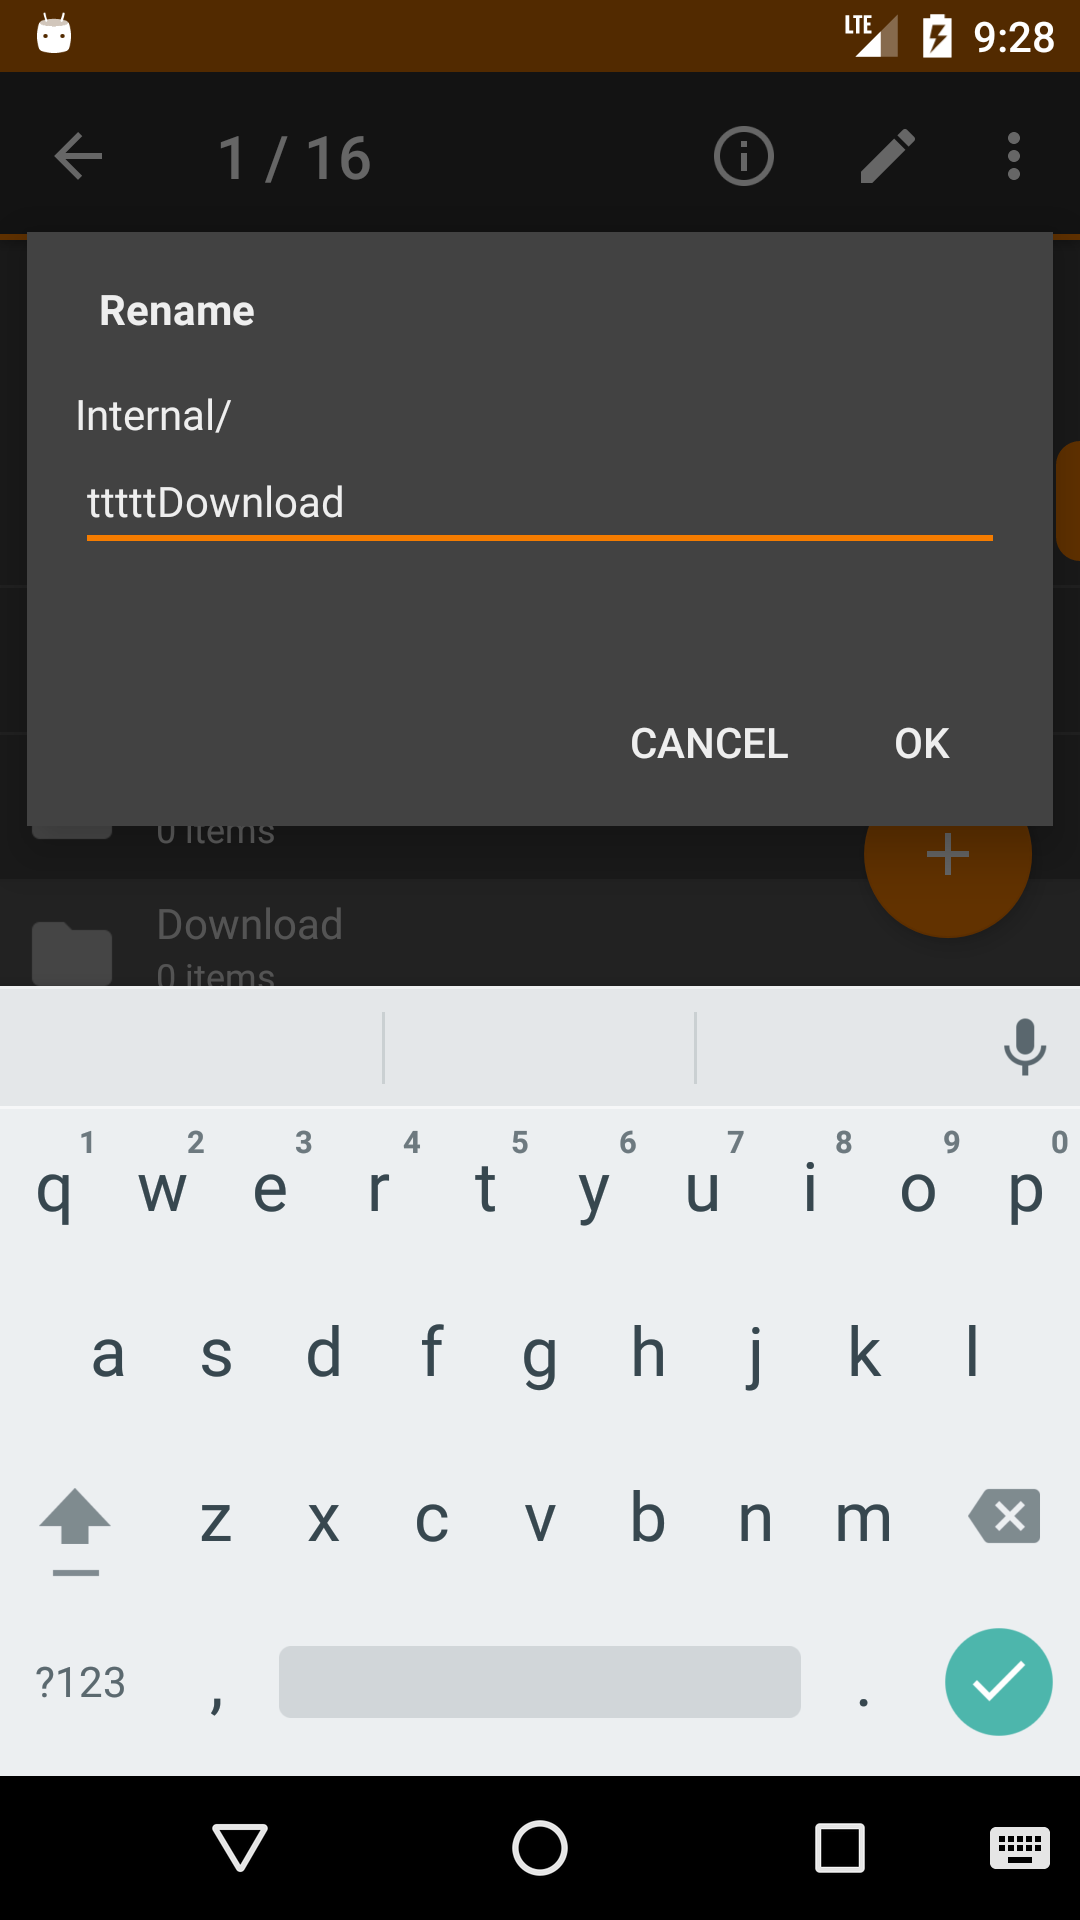 LTE 9:28
1 / 16
Rename
Internal/
tttttDownload
CANCEL OK
0 items
Download
0 items
1 2 3 4 5 6 7 8 9 0
q w e r t y u i o p
a s d f g h j k l
z x c v b n m
?123 , .